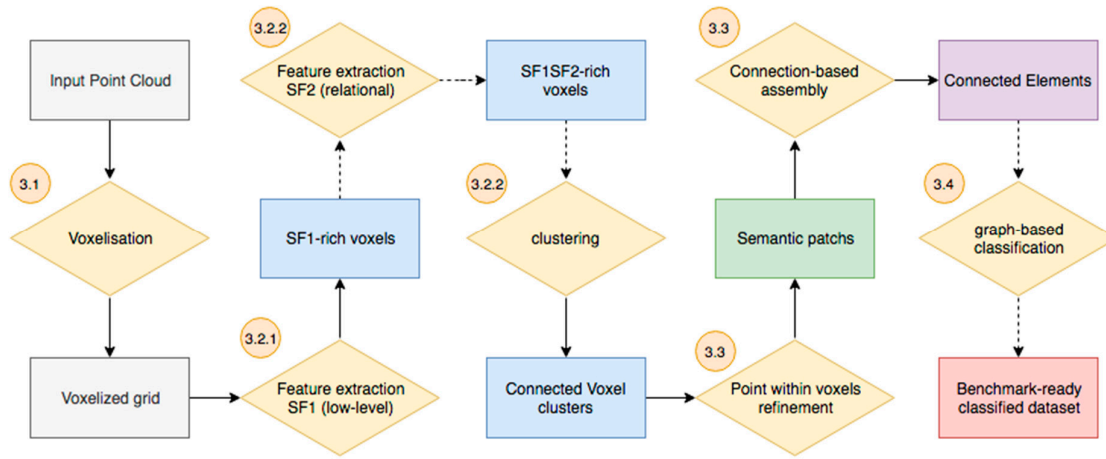 Input Point Cloud
3.1
Voxelisation
Voxelized grid
3.2.1
Feature extraction
SF1 (low-level)
SF1-rich voxels
3.2.2
Feature extraction
SF2 (relational)
SF1SF2-rich
voxels
3.2.2
clustering
Connected Voxel
clusters
3.3
Point within voxels
refinement
Semantic patchs
3.3
Connection-based
assembly
Connected Elements
3.4
graph-based
classification
Benchmark-ready
classified dataset